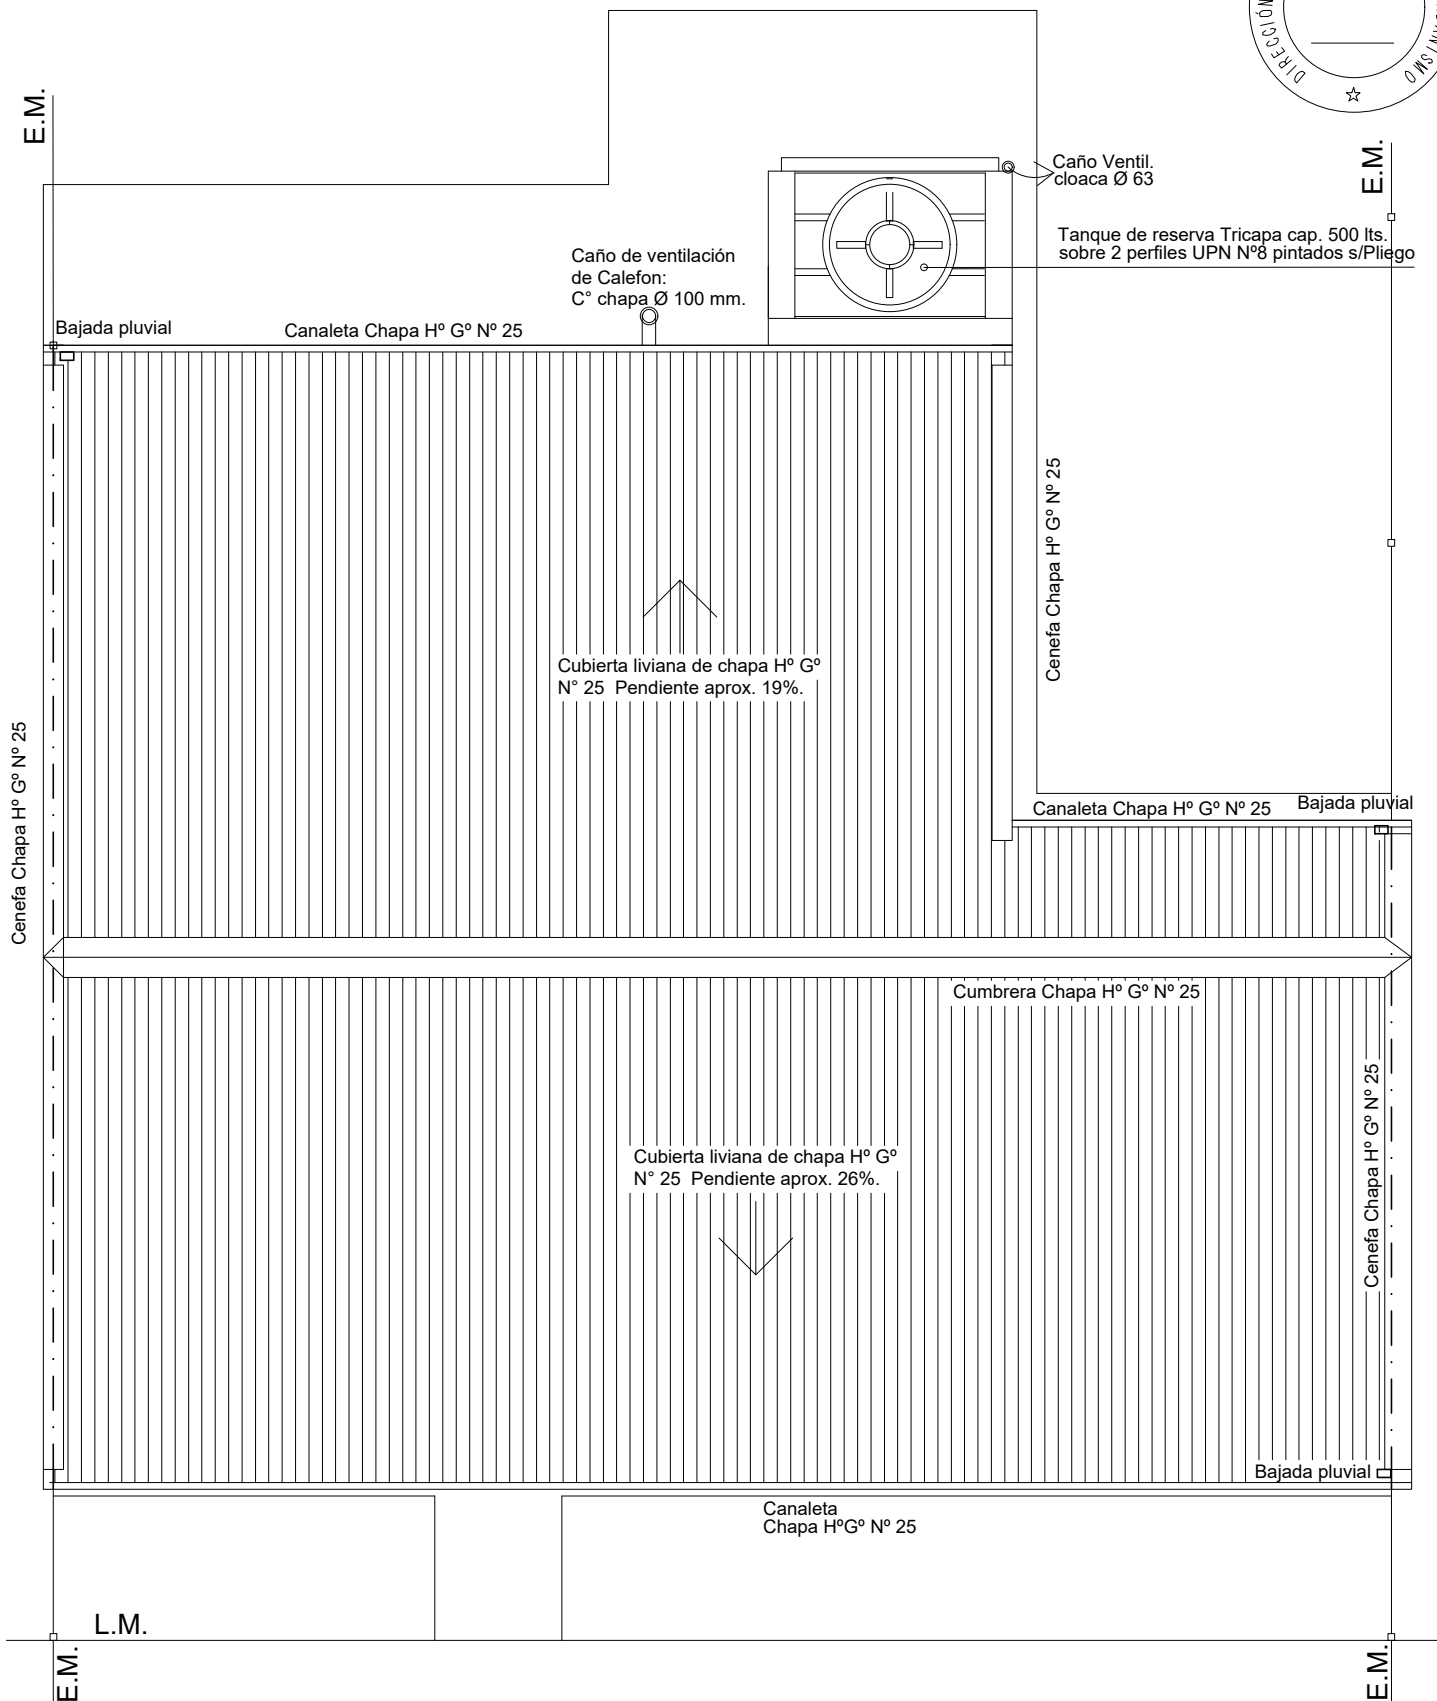 DIRECCIÓN
E.M.
E.M.
Caño Ventil.
cloaca Ø 63
Tanque de reserva Tricapa cap. 500 lts.
sobre 2 perfiles UPN Nº8 pintados s/Pliego
Caño de ventilación
de Calefon:
C° chapa Ø 100 mm.
Bajada pluvial
Canaleta Chapa Hº Gº Nº 25
Cenefa Chapa Hº Gº Nº 25
Cubierta liviana de chapa Hº Gº
N° 25 Pendiente aprox. 19%.
Cenefa Chapa Hº Gº Nº 25
Canaleta Chapa Hº Gº Nº 25
Bajada pluvial
Cumbrera Chapa Hº Gº Nº 25
Cubierta liviana de chapa Hº Gº
N° 25 Pendiente aprox. 26%.
Cenefa Chapa Hº Gº Nº 25
Bajada pluvial
Canaleta
Chapa HºGº Nº 25
L.M.
E.M.
E.M.